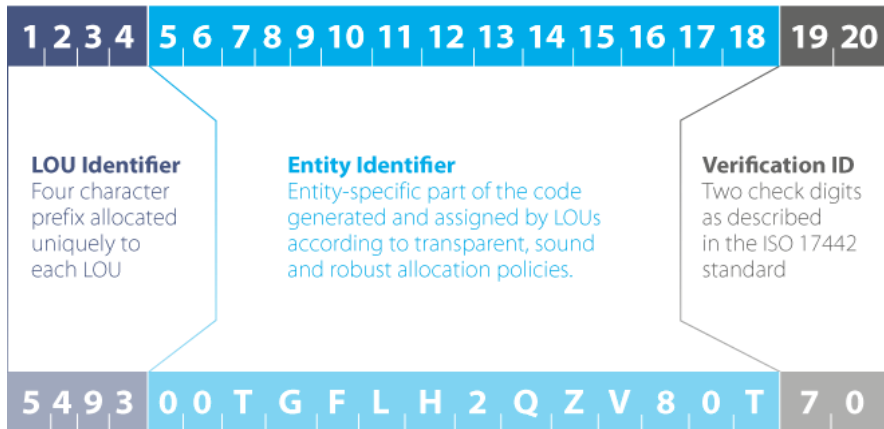 1 2 3 4 5 6 7 8 9 10 11 12 13 14 15 16 17 18 19 20
LOU Identifier
Four character
prefix allocated
uniquely to
each LOU
Entity Identifier
Entity-specific part of the code
generated and assigned by LOUs
according to transparent, sound
and robust allocation policies.
Verification ID
Two check digits
as described
in the ISO 17442
standard
5 4 9 3 0 0 T G F L H 2 Q Z V 8 0 T 7 0